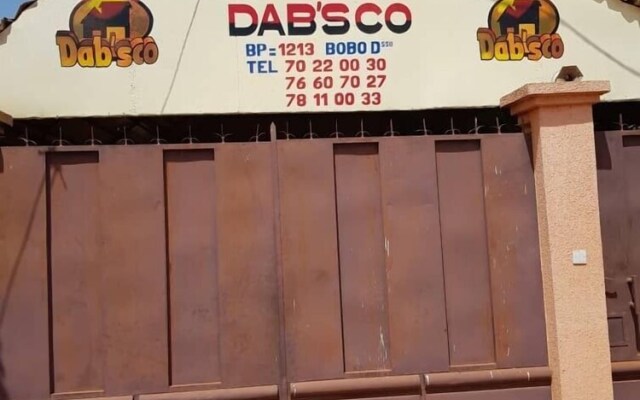 Dab'sco
DAB'SCO
BP=1213 BOBO Dsso
TEL 70 22 00 30
76 60 70 27
78 11 00 33
Dab'sco